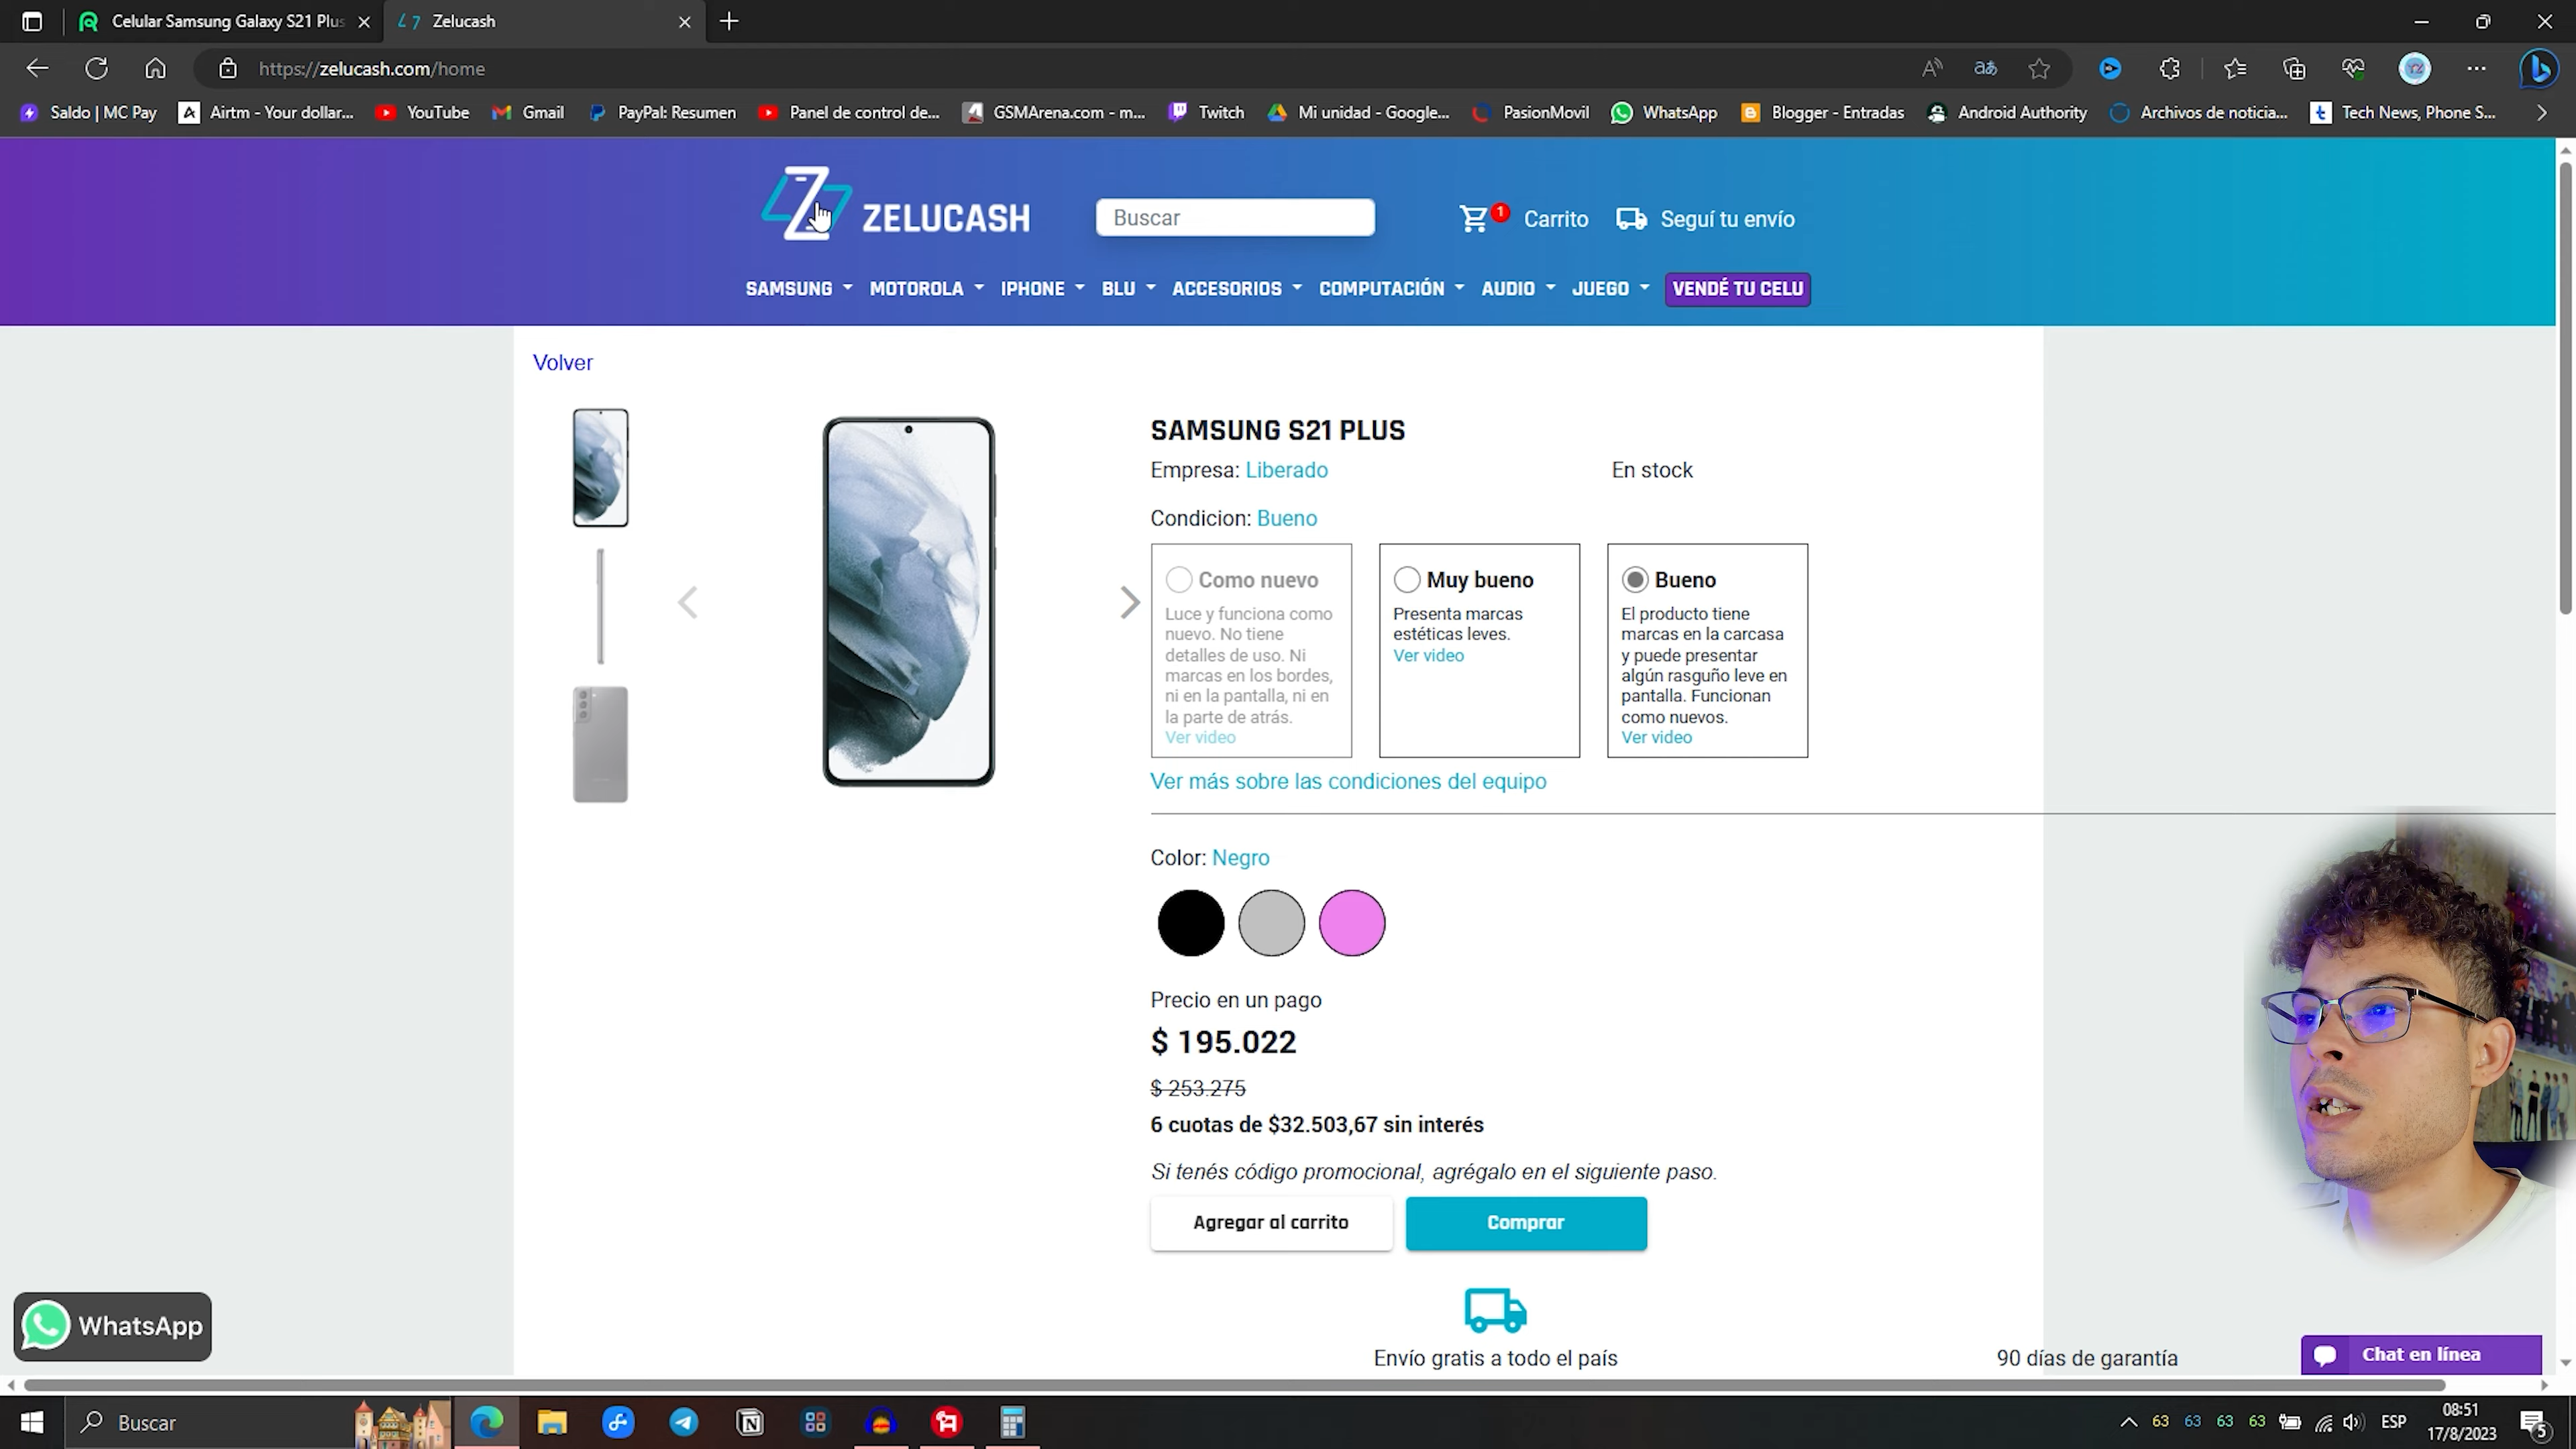 Celular Samsung Galaxy S21 Plus
Zelucash
https://zelucash.com/home
Saldo | MC Pay
Airtm - Your dollar...
YouTube
Gmail
PayPal: Resumen
Panel de control de...
GSMArena.com - m...
Twitch
Mi unidad - Google...
PasionMovil
WhatsApp
Blogger - Entradas
Android Authority
Archivos de noticia...
Tech News, Phone S...
ZELUCASH
Buscar
1
Carrito
Seguí tu envío
SAMSUNG
MOTOROLA
IPHONE
BLU
ACCESORIOS
COMPUTACIÓN
AUDIO
JUEGO
VENDÉ TU CELU
Volver
SAMSUNG S21 PLUS
Empresa: Liberado
En stock
Condicion: Bueno
Como nuevo
Luce y funciona como
nuevo. No tiene
detalles de uso. Ni
marcas en los bordes,
ni en la pantalla, ni en
la parte de atrás.
Ver video
Muy bueno
Presenta marcas
estéticas leves.
Ver video
Bueno
El producto tiene
marcas en la carcasa
y puede presentar
algún rasguño leve en
pantalla. Funcionan
como nuevos.
Ver video
Ver más sobre las condiciones del equipo
Color: Negro
Precio en un pago
$ 195.022
$ 253.275
6 cuotas de $32.503,67 sin interés
Si tenés código promocional, agrégalo en el siguiente paso.
Agregar al carrito
Comprar
Envío gratis a todo el país
90 días de garantía
WhatsApp
Chat en línea
Buscar
63 63 63 63
ESP
08:51
17/8/2023
5